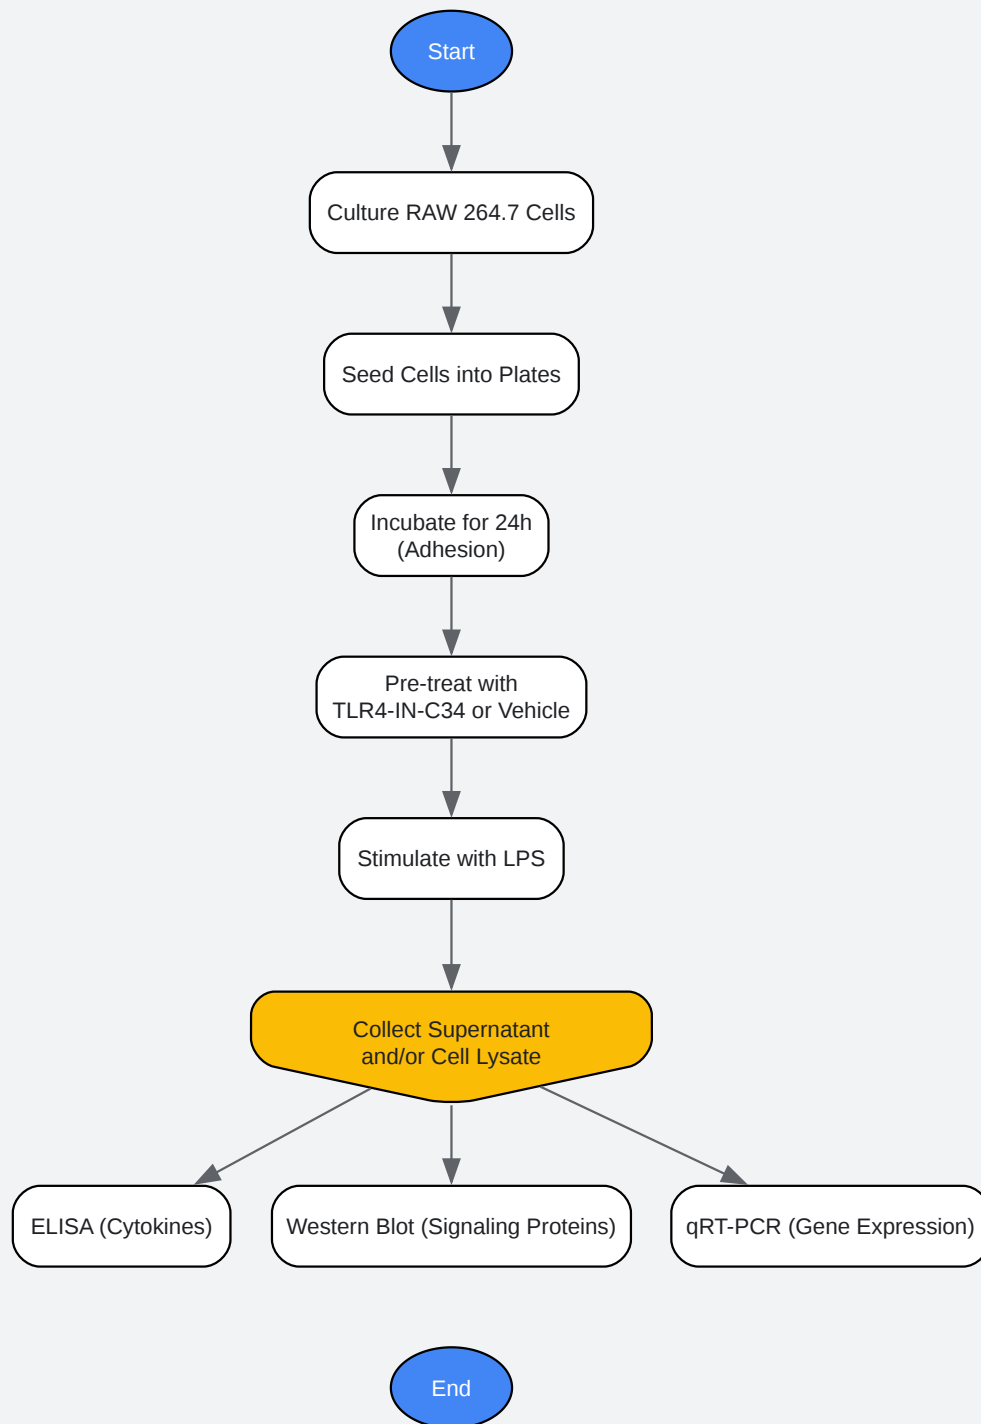 Start
Culture RAW 264.7 Cells
Seed Cells into Plates
Incubate for 24h
(Adhesion)
Pre-treat with
TLR4-IN-C34 or Vehicle
Stimulate with LPS
Collect Supernatant
and/or Cell Lysate
ELISA (Cytokines)
Western Blot (Signaling Proteins)
qRT-PCR (Gene Expression)
End